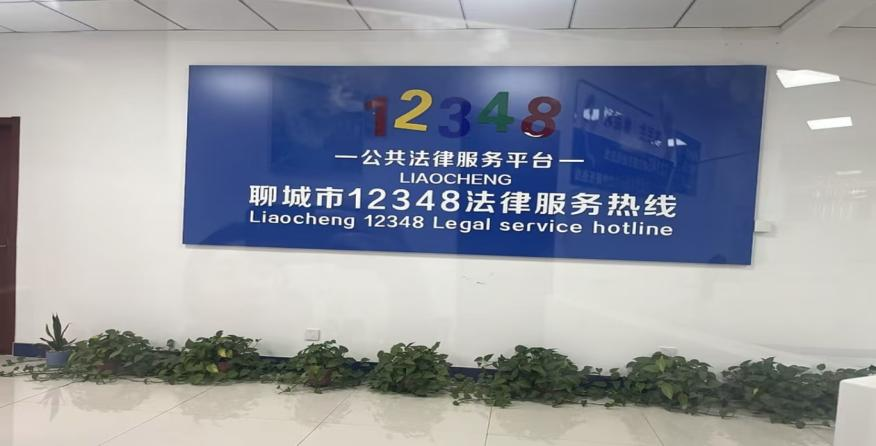 12348
—公共法律服务平台—
LIAOCHENG
聊城市12348法律服务热线
Liaocheng 12348 Legal service hotline